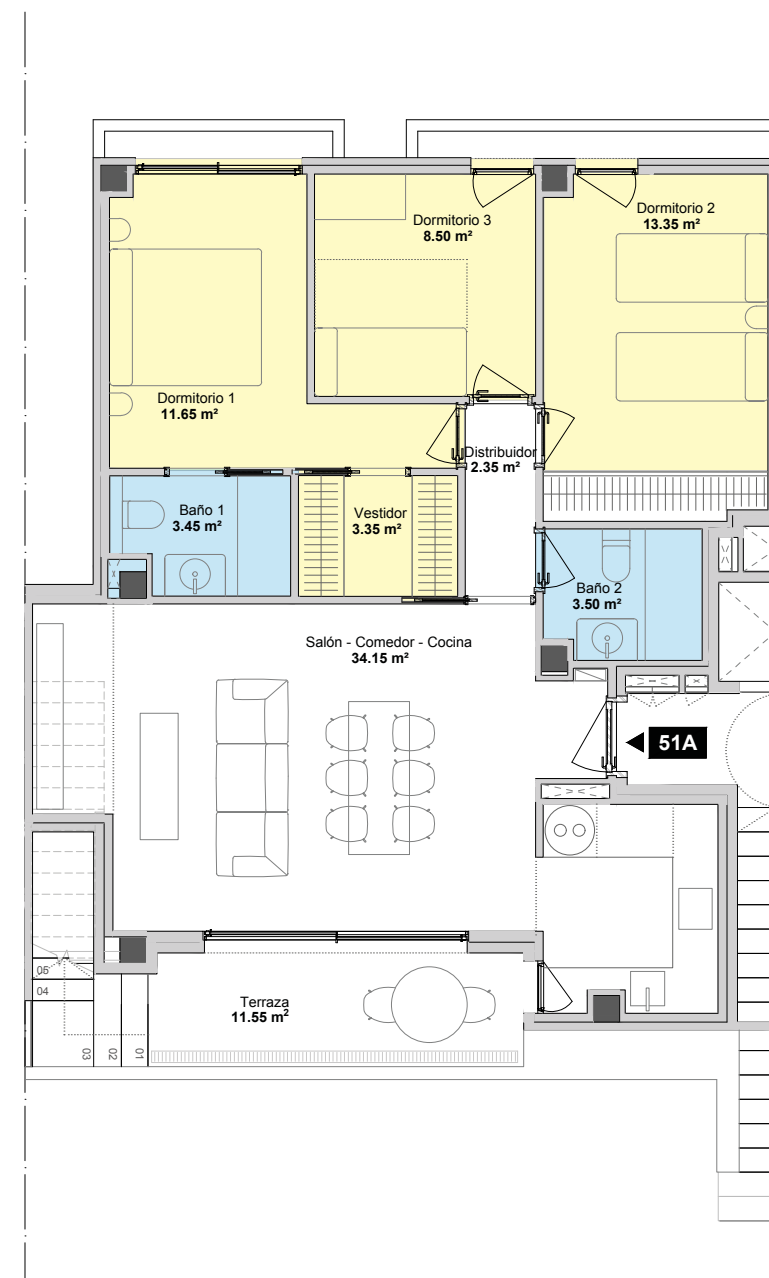 Dormitorio 3
8.50 m²
Dormitorio 2
13.35 m²
Dormitorio 1
11.65 m²
Distribuidor
2.35 m²
Baño 1
3.45 m²
Vestidor
3.35 m²
Baño 2
3.50 m²
Salón - Comedor - Cocina
34.15 m²
51A
05
04
03
02
01
Terraza
11.55 m²